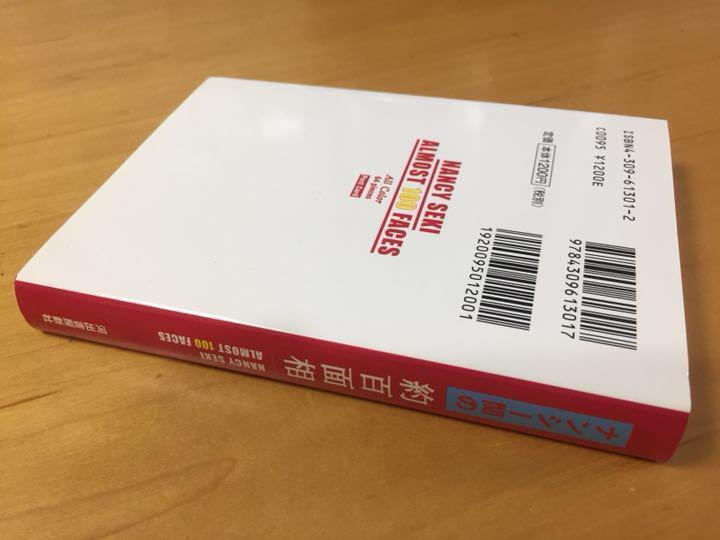 ISBN4-309-61301-2
C0095 ¥1200E
定価 本体1200円(税別)
9784309613017
1920095012001
NANCY SEKI
ALMOST 100 FACES
All Color
64 pieces
ナンシー関の
約百面相
NANCY SEKI
ALMOST 100 FACES
河出書房新社